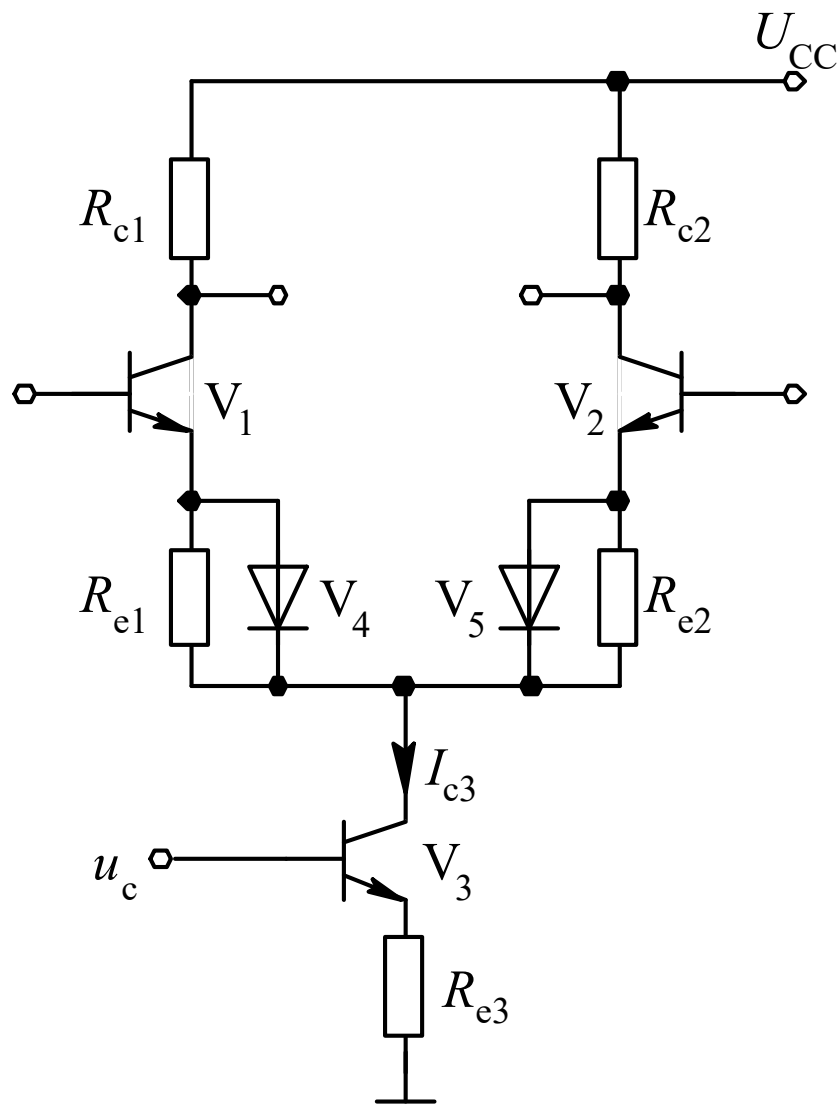 U_CC
R_c1
R_c2
V_1
V_2
R_e1
V_4
V_5
R_e2
I_c3
u_c
V_3
R_e3